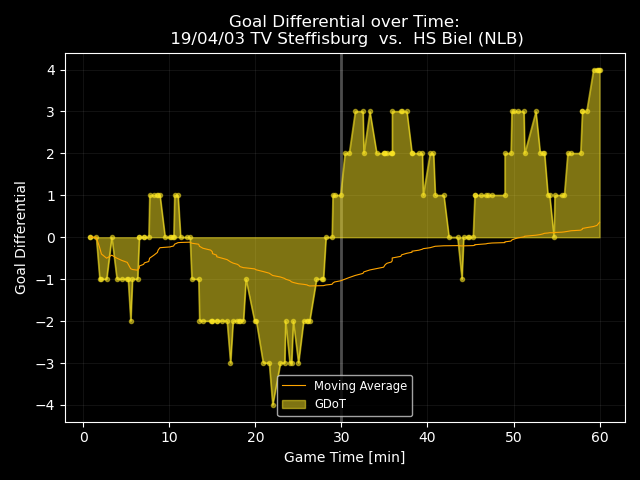 Goal Differential over Time:
19/04/03 TV Steffisburg  vs.  HS Biel (NLB)
4
3
2
1
0
−1
−2
−3
−4
Goal Differential
Moving Average
GDoT
0 10 20 30 40 50 60
Game Time [min]